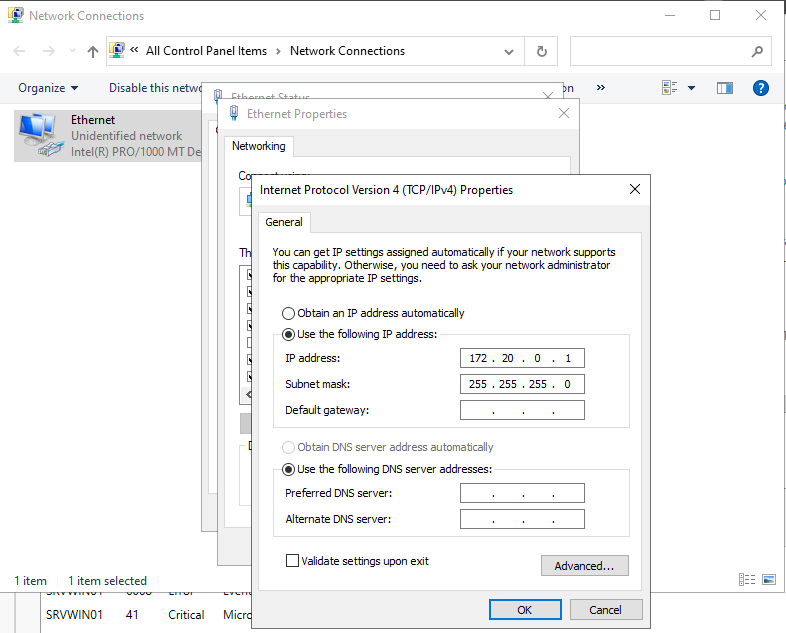 Network Connections
« All Control Panel Items › Network Connections
Organize Disable this netwo on »
Ethernet Status
Ethernet
Unidentified network
Intel(R) PRO/1000 MT De
Ethernet Properties
Networking
Connect using:
Th
Internet Protocol Version 4 (TCP/IPv4) Properties
General
You can get IP settings assigned automatically if your network supports
this capability. Otherwise, you need to ask your network administrator
for the appropriate IP settings.
Obtain an IP address automatically
Use the following IP address:
IP address: 172 . 20 . 0 . 1
Subnet mask: 255 . 255 . 255 . 0
Default gateway: . . .
Obtain DNS server address automatically
Use the following DNS server addresses:
Preferred DNS server: . . .
Alternate DNS server: . . .
Validate settings upon exit
Advanced...
OK Cancel
1 item 1 item selected
SRVWIN01 Error
SRVWIN01 41 Critical Micro